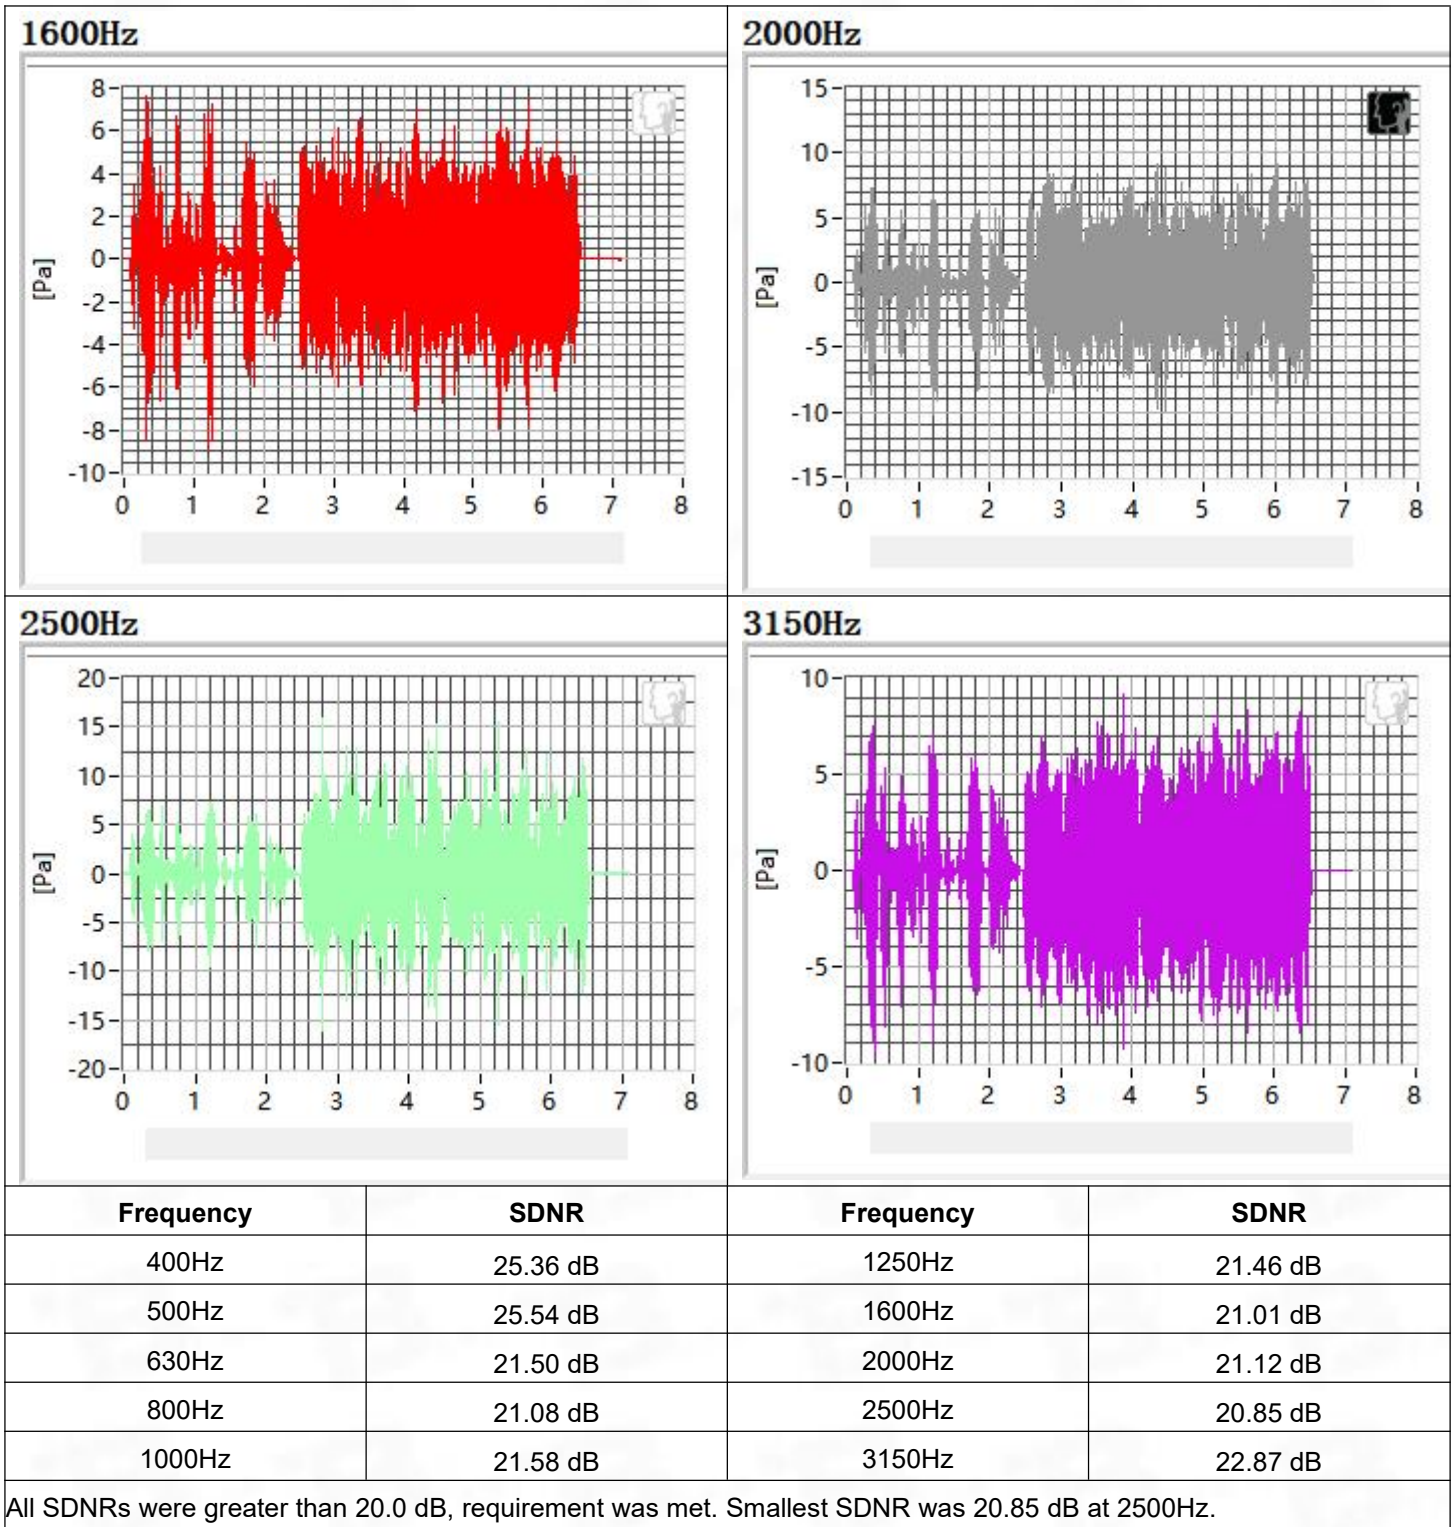 1600Hz
8
6
4
2
0
-2
-4
-6
-8
-10
[Pa]
0 1 2 3 4 5 6 7 8
2000Hz
15
10
5
0
-5
-10
-15
[Pa]
0 1 2 3 4 5 6 7 8
2500Hz
20
15
10
5
0
-5
-10
-15
-20
[Pa]
0 1 2 3 4 5 6 7 8
3150Hz
10
5
0
-5
-10
[Pa]
0 1 2 3 4 5 6 7 8
Frequency SDNR Frequency SDNR
400Hz 25.36 dB 1250Hz 21.46 dB
500Hz 25.54 dB 1600Hz 21.01 dB
630Hz 21.50 dB 2000Hz 21.12 dB
800Hz 21.08 dB 2500Hz 20.85 dB
1000Hz 21.58 dB 3150Hz 22.87 dB
All SDNRs were greater than 20.0 dB, requirement was met. Smallest SDNR was 20.85 dB at 2500Hz.